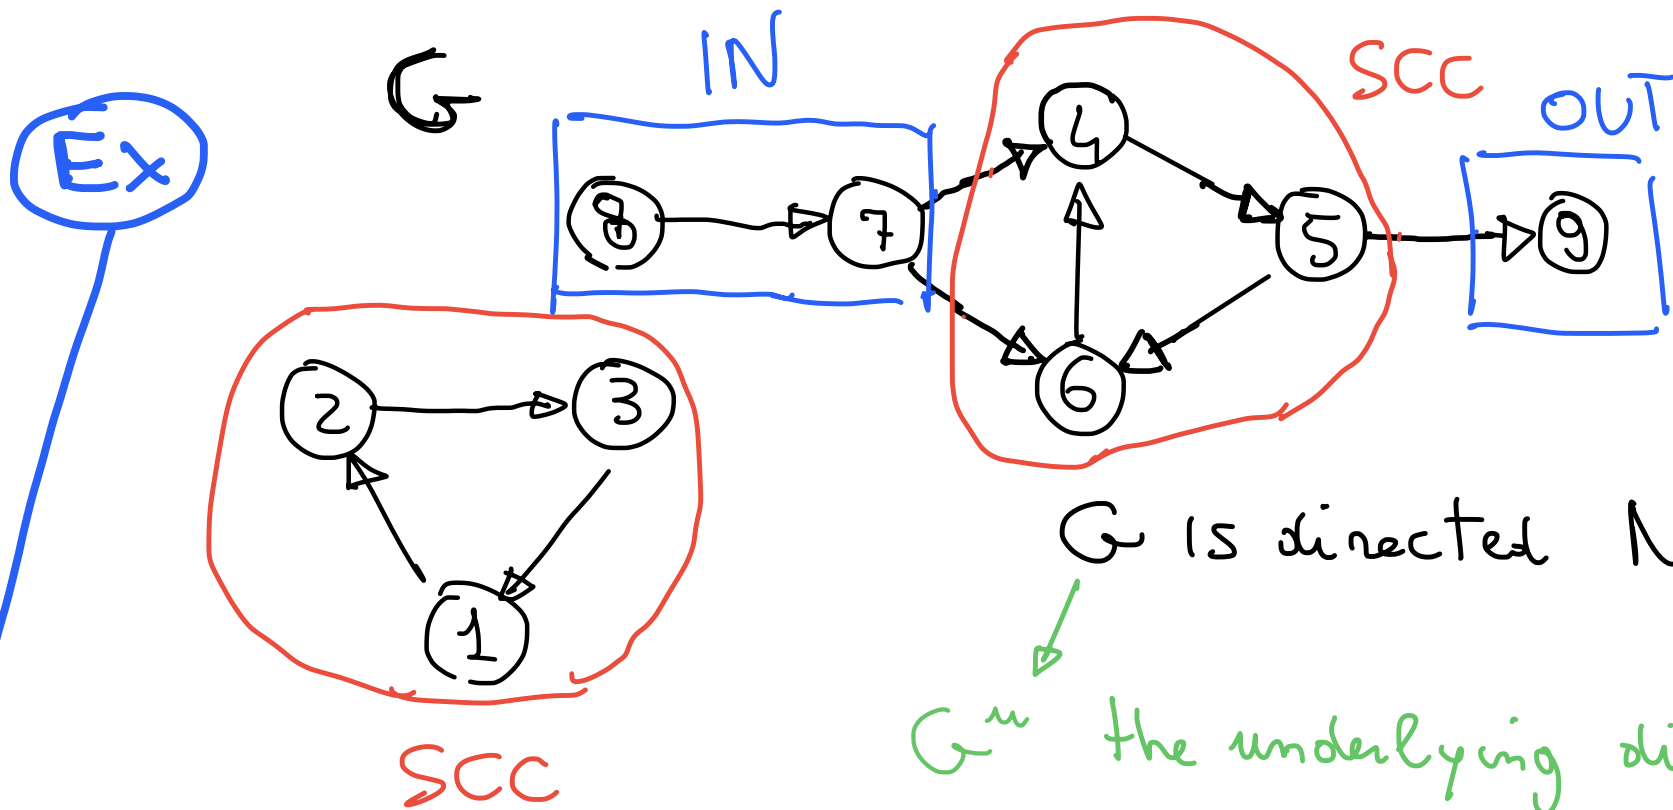 G
IN
SCC
OUT
Ex
8
7
4
5
9
6
2
3
1
G is directed
SCC
G^u the underlying